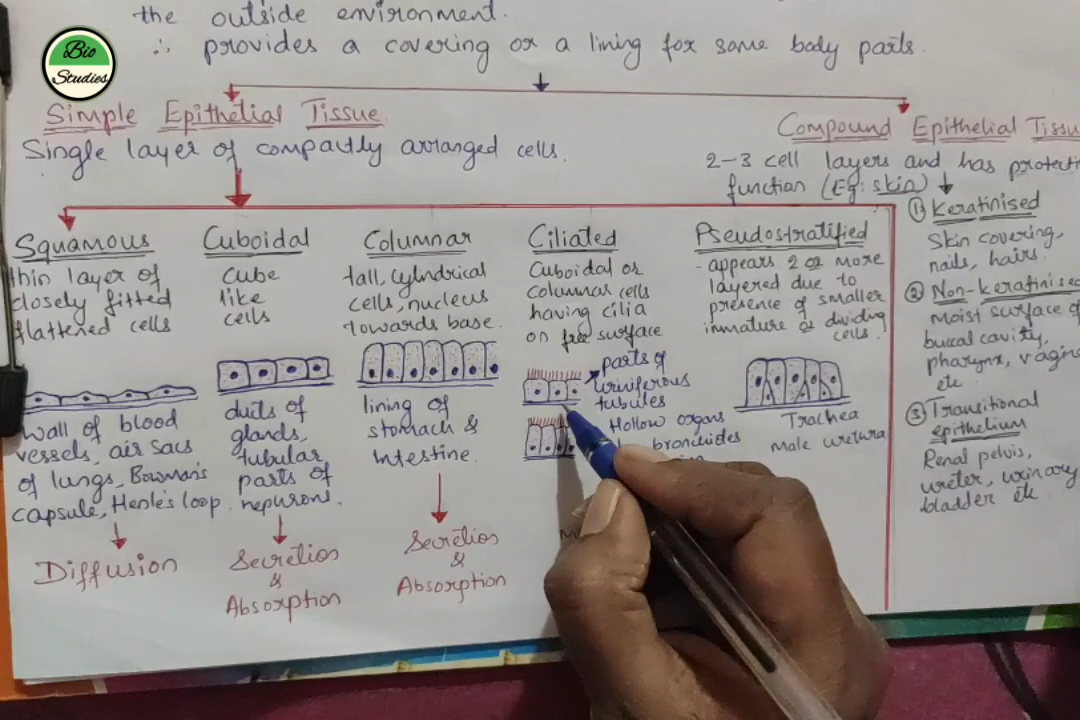 the outside environment.
∴ provides a covering or a lining for some body parts.
Bio
Studies
Simple Epithelial Tissue
Single layer of compactly arranged cells.
Compound Epithelial Tissu
2-3 cell layers and has protecti
function (Eg: skin)
Squamous
thin layer of
closely fitted
flattened cells
Wall of blood
vessels, air sacs
of lungs, Bowman's
capsule, Henle's loop
Diffusion
Cuboidal
Cube
like
cells
ducts of
glands,
tubular
parts of
nephrons.
Secretion
&
Absorption
Columnar
tall, cylindrical
cells, nucleus
towards base.
lining of
stomach &
Intestine.
Secretion
&
Absorption
Ciliated
Cuboidal or
columnar cells
having cilia
on free surface
parts of
Uriniferous
tubules
Hollow organs
bronchioles
Pseudostratified
- appears 2 or more
layered due to
presence of smaller
immature or dividing
cells.
Trachea
Male urethra
① Keratinised
Skin covering,
nails, hairs.
② Non-keratinised
moist surface of
buccal cavity,
pharynx, vagina
etc
③ Transitional
epithelium
Renal pelvis,
ureter, urinary
bladder etc